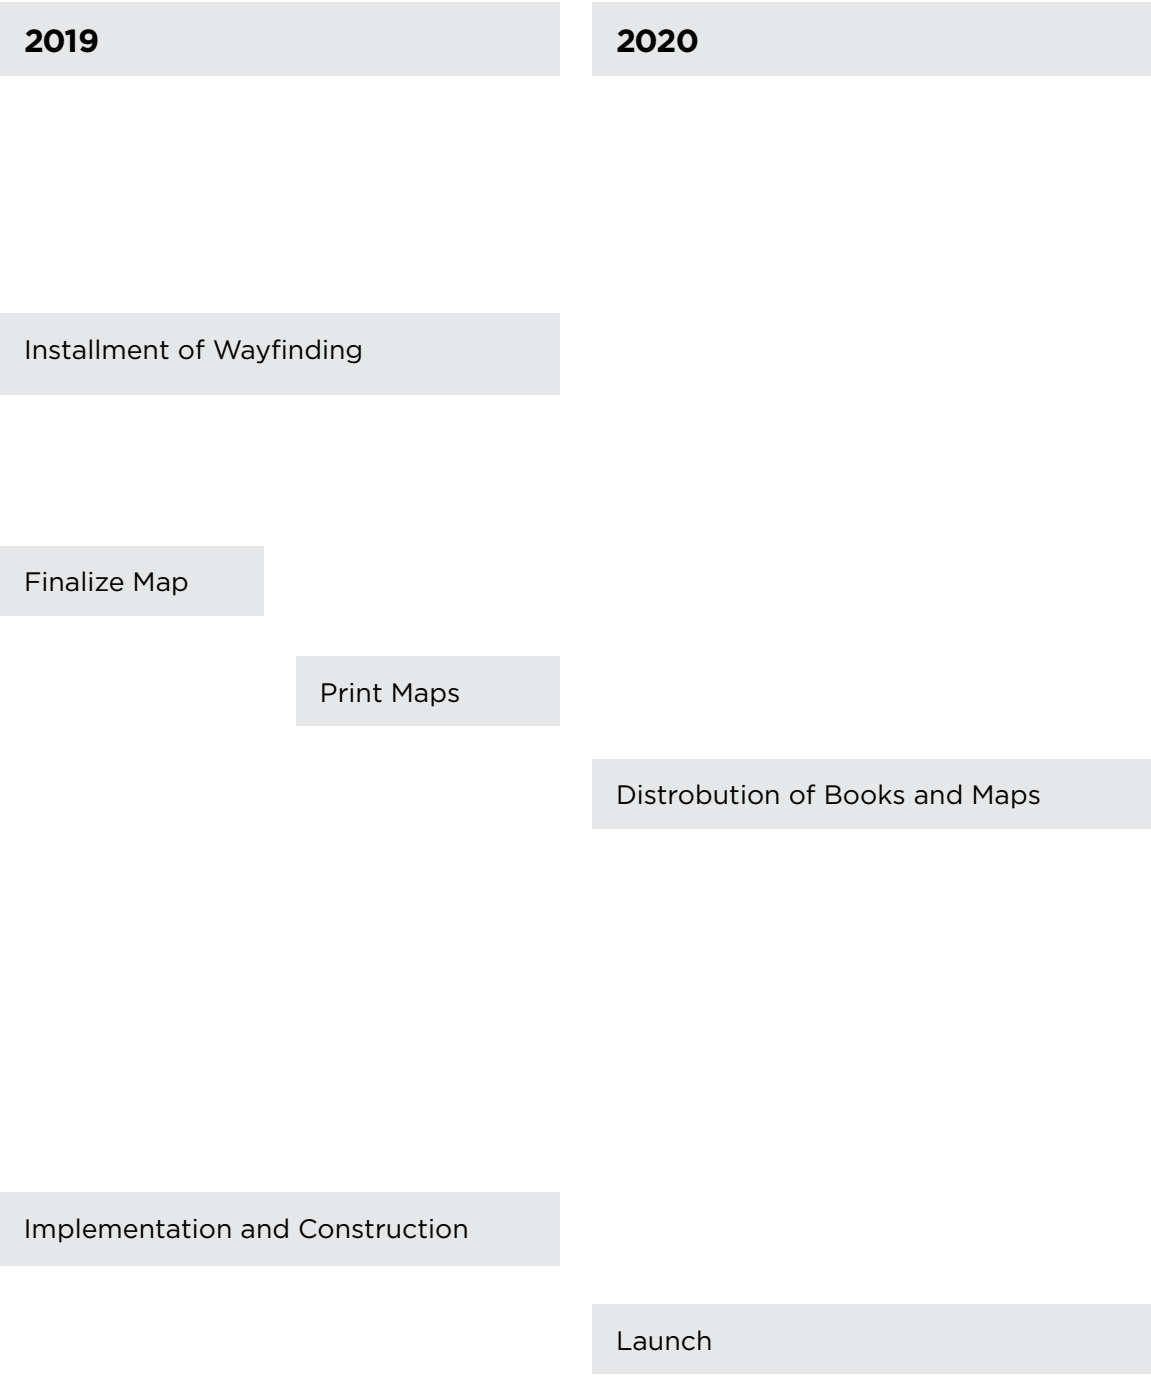 2019
2020
Installment of Wayfinding
Finalize Map
Print Maps
Distrobution of Books and Maps
Implementation and Construction
Launch